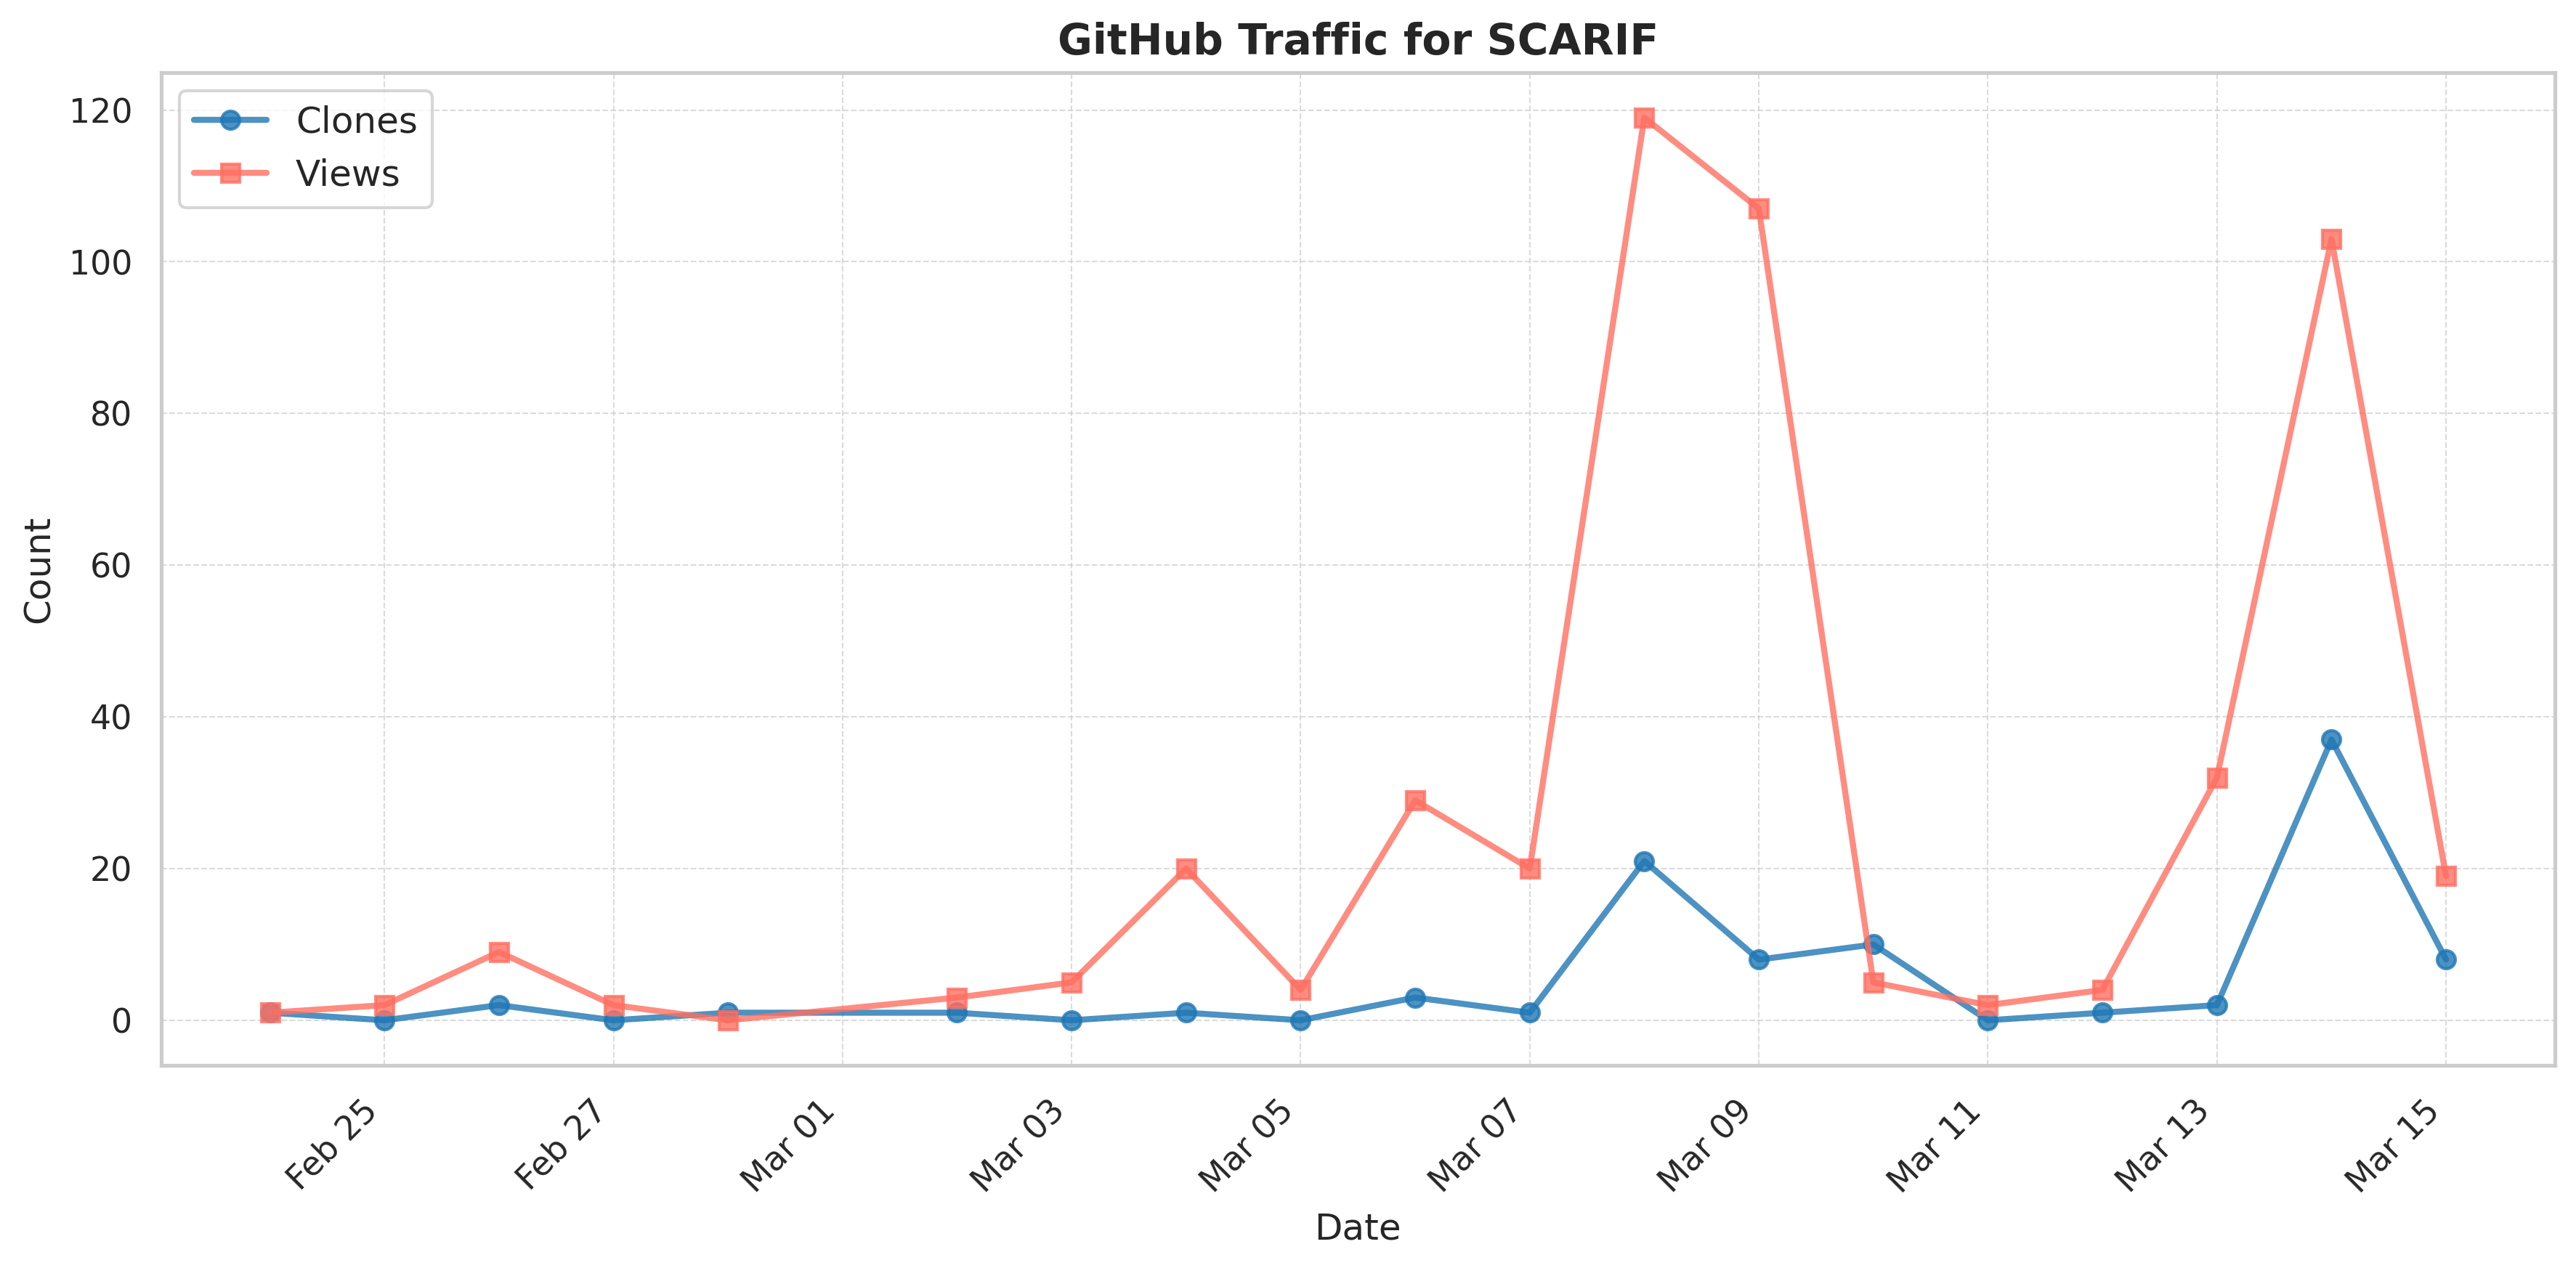 GitHub Traffic for SCARIF
Clones
Views
120
100
80
60
40
20
0
Count
Feb 25
Feb 27
Mar 01
Mar 03
Mar 05
Mar 07
Mar 09
Mar 11
Mar 13
Mar 15
Date